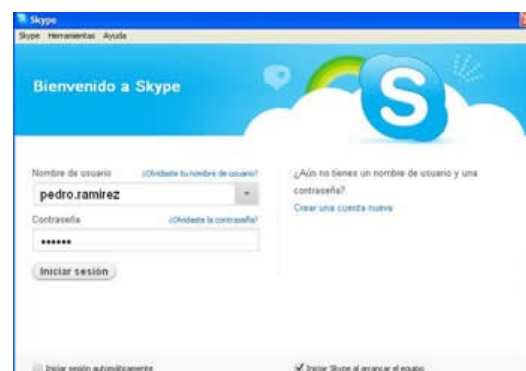 Skype
Skype Herramientas Ayuda
Bienvenido a Skype
S
Nombre de usuario ¿Olvidaste tu nombre de usuario?
pedro.ramirez
Contraseña ¿Olvidaste la contraseña?
••••••
Iniciar sesión
¿Aún no tienes un nombre de usuario y una
contraseña?
Crear una cuenta nueva
Iniciar sesión automáticamente
Iniciar Skype al arrancar el equipo